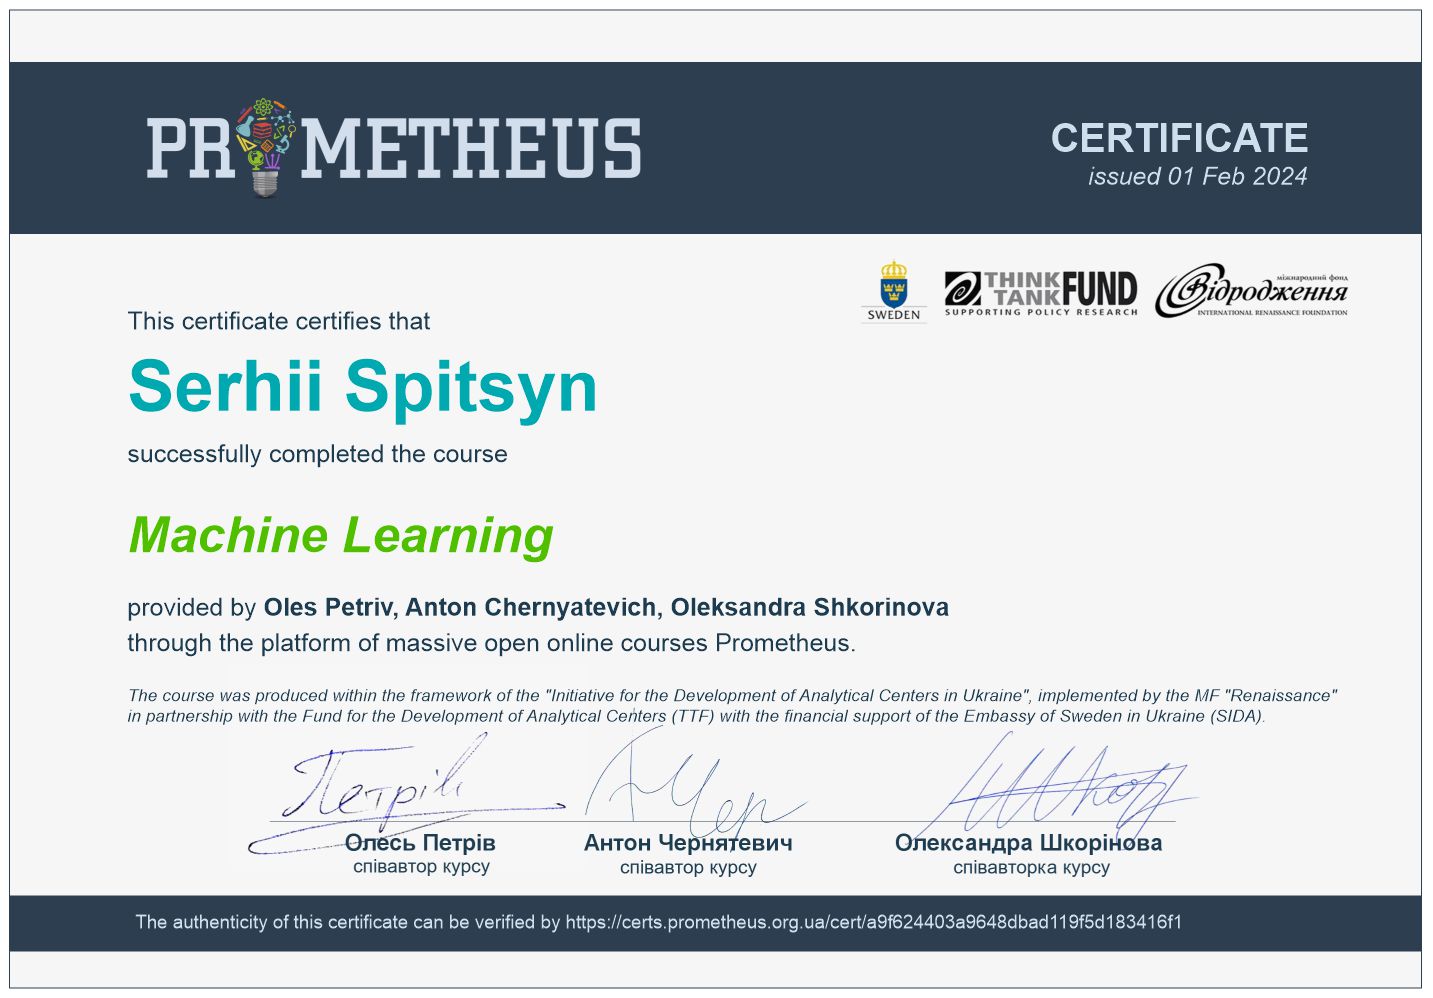 PROMETHEUS
CERTIFICATE
issued 01 Feb 2024
SWEDEN
THINK TANK FUND
SUPPORTING POLICY RESEARCH
міжнародний фонд
Відродження
INTERNATIONAL RENAISSANCE FOUNDATION
This certificate certifies that
Serhii Spitsyn
successfully completed the course
Machine Learning
provided by Oles Petriv, Anton Chernyatevich, Oleksandra Shkorinova
through the platform of massive open online courses Prometheus.
The course was produced within the framework of the "Initiative for the Development of Analytical Centers in Ukraine", implemented by the MF "Renaissance"
in partnership with the Fund for the Development of Analytical Centers (TTF) with the financial support of the Embassy of Sweden in Ukraine (SIDA).
Петрів
Олесь Петрів
співавтор курсу
Антон Чернятевич
співавтор курсу
Олександра Шкорінова
співавторка курсу
The authenticity of this certificate can be verified by https://certs.prometheus.org.ua/cert/a9f624403a9648dbad119f5d183416f1